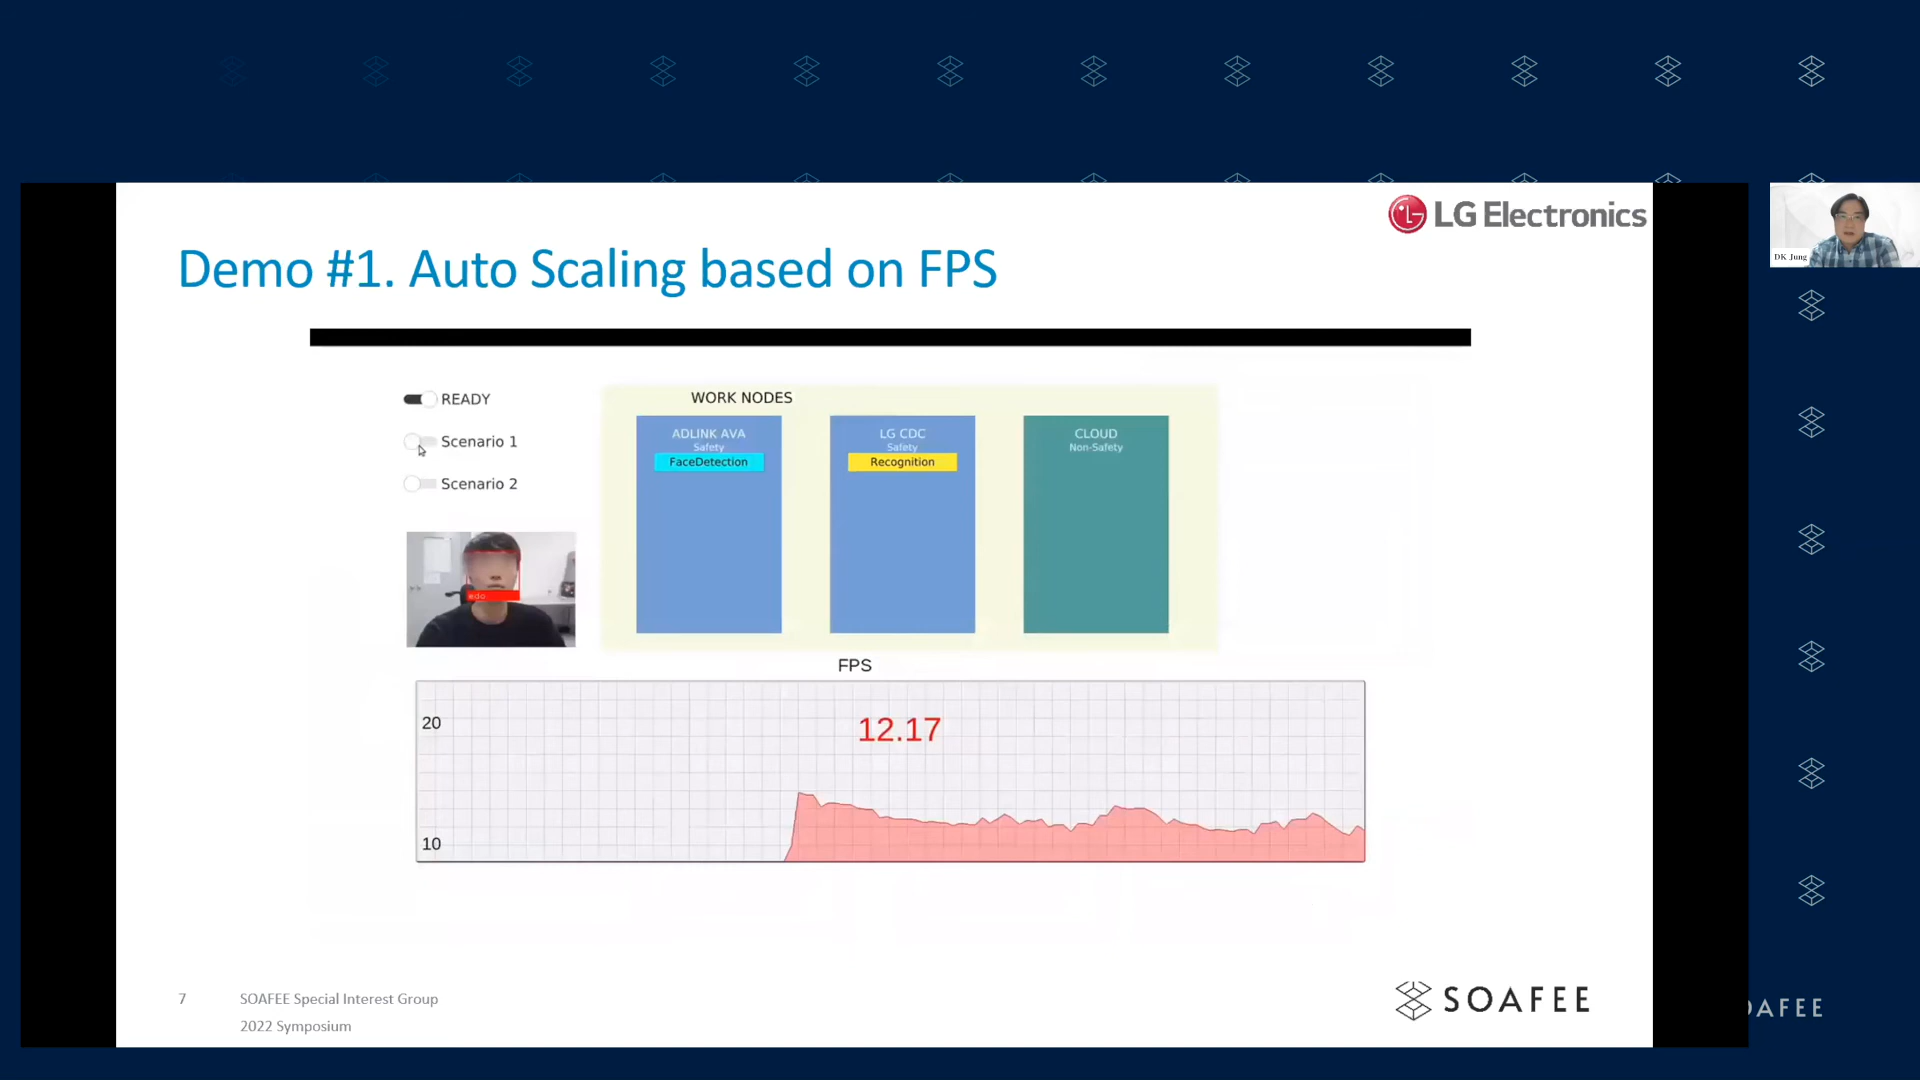 LG Electronics
Demo #1. Auto Scaling based on FPS
DK Jung
READY
Scenario 1
Scenario 2
WORK NODES
ADLINK AVA
Safety
FaceDetection
LG CDC
Safety
Recognition
CLOUD
Non-Safety
edo
FPS
20
12.17
10
7
SOAFEE Special Interest Group
2022 Symposium
SOAFEE
OAFEE